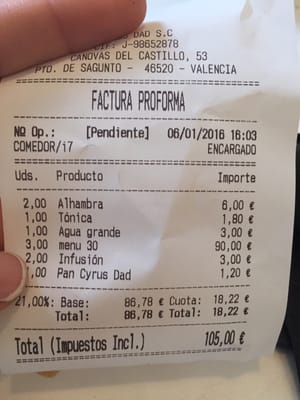 DAD S.C
CIF: J-98652878
CANOVAS DEL CASTILLO, 53
PTO. DE SAGUNTO - 46520 - VALENCIA
FACTURA PROFORMA
Nº Op.: [Pendiente] 06/01/2016 16:03
COMEDOR/i7 ENCARGADO
Uds. Producto Importe
2,00 Alhambra 6,00 €
1,00 Tónica 1,80 €
1,00 Agua grande 3,00 €
3,00 menu 30 90,00 €
2,00 Infusión 3,00 €
1,00 Pan Cyrus Dad 1,20 €
21,00% Base: 86,78 € Cuota: 18,22 €
Total: 86,78 € Total: 18,22 €
Total (Impuestos Incl.) 105,00 €